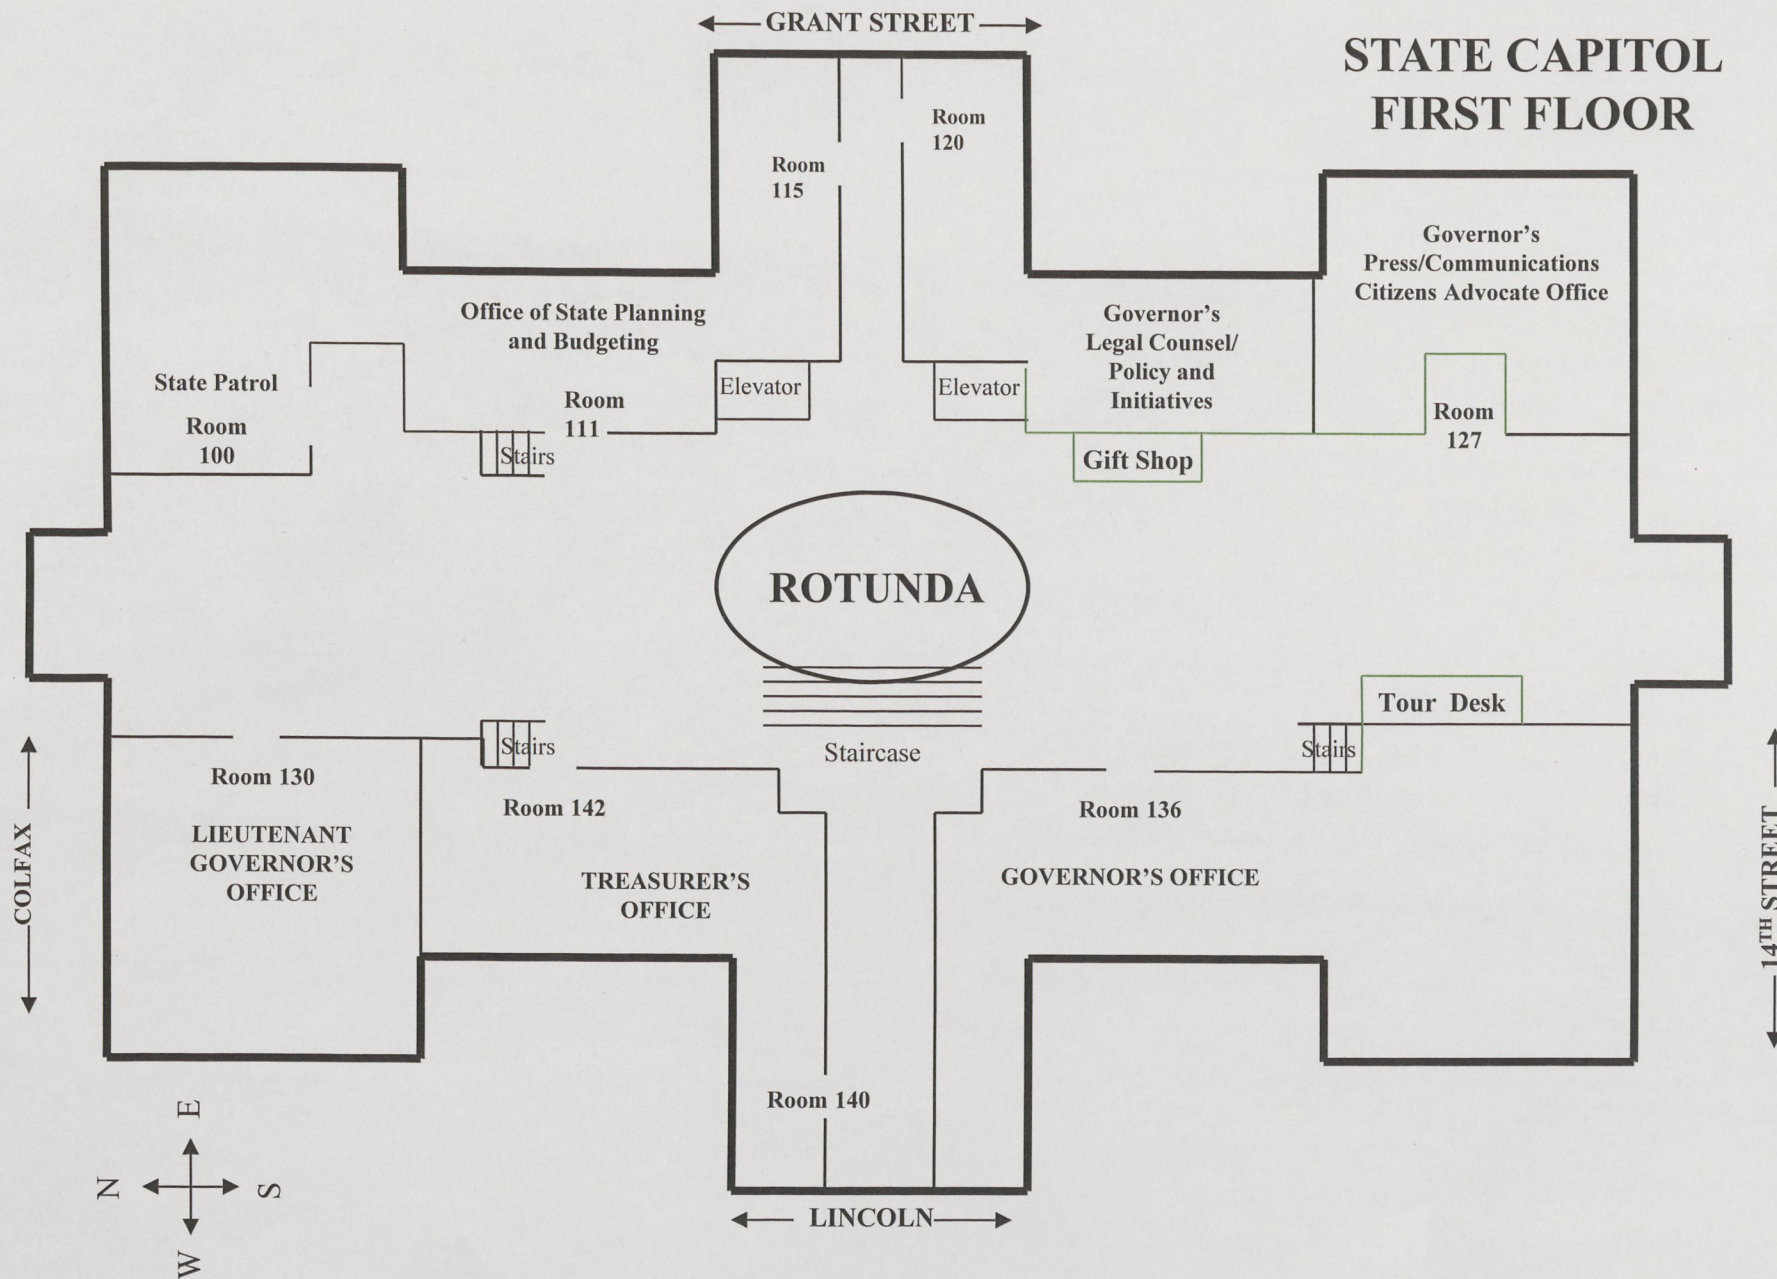 GRANT STREET
STATE CAPITOL
FIRST FLOOR
Room
120
Room
115
Governor’s
Press/Communications
Citizens Advocate Office
Office of State Planning
and Budgeting
Governor’s
Legal Counsel/
Policy and
Initiatives
State Patrol
Room
100
Room
111
Elevator
Elevator
Room
127
Stairs
Gift Shop
ROTUNDA
Tour Desk
Stairs
Staircase
Stairs
Room 130
Room 142
Room 136
LIEUTENANT
GOVERNOR’S
OFFICE
TREASURER’S
OFFICE
GOVERNOR’S OFFICE
COLFAX
14TH STREET
Room 140
E
N
S
W
LINCOLN